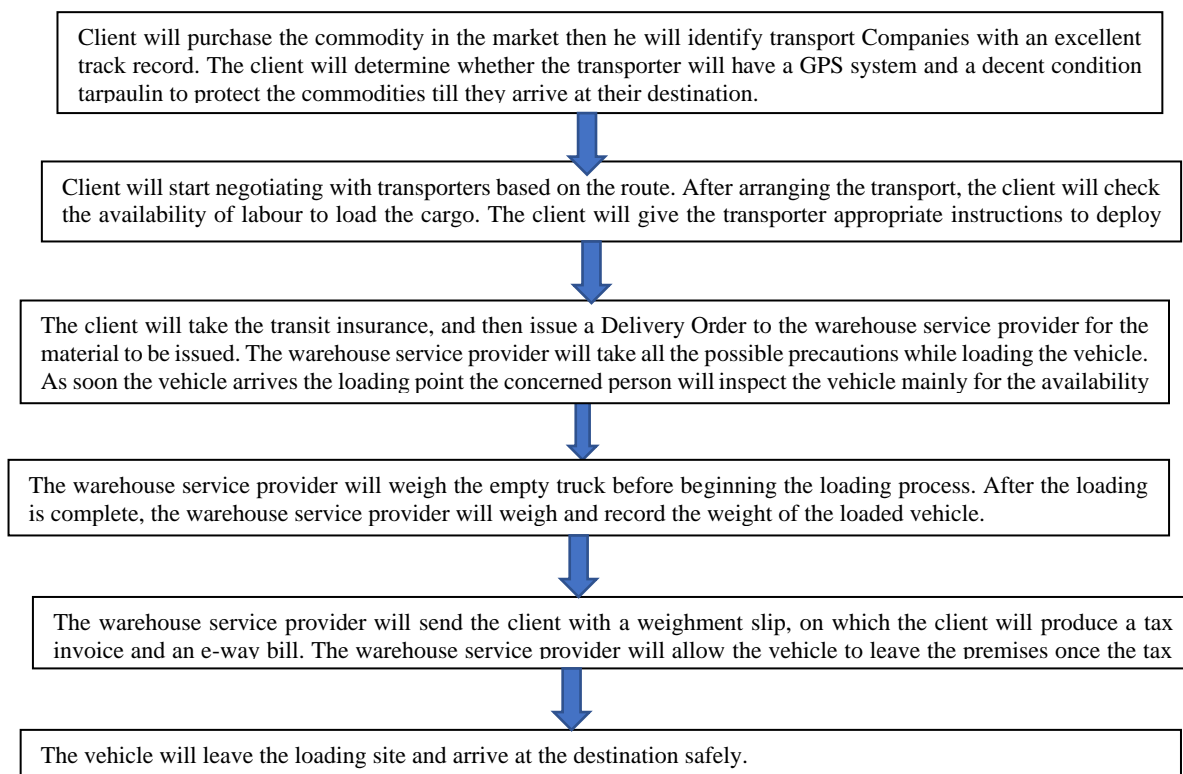 Client will purchase the commodity in the market then he will identify transport Companies with an excellent
track record. The client will determine whether the transporter will have a GPS system and a decent condition
tarpaulin to protect the commodities till they arrive at their destination.
Client will start negotiating with transporters based on the route. After arranging the transport, the client will check
the availability of labour to load the cargo. The client will give the transporter appropriate instructions to deploy
The client will take the transit insurance, and then issue a Delivery Order to the warehouse service provider for the
material to be issued. The warehouse service provider will take all the possible precautions while loading the vehicle.
As soon the vehicle arrives the loading point the concerned person will inspect the vehicle mainly for the availability
The warehouse service provider will weigh the empty truck before beginning the loading process. After the loading
is complete, the warehouse service provider will weigh and record the weight of the loaded vehicle.
The warehouse service provider will send the client with a weighment slip, on which the client will produce a tax
invoice and an e-way bill. The warehouse service provider will allow the vehicle to leave the premises once the tax
The vehicle will leave the loading site and arrive at the destination safely.